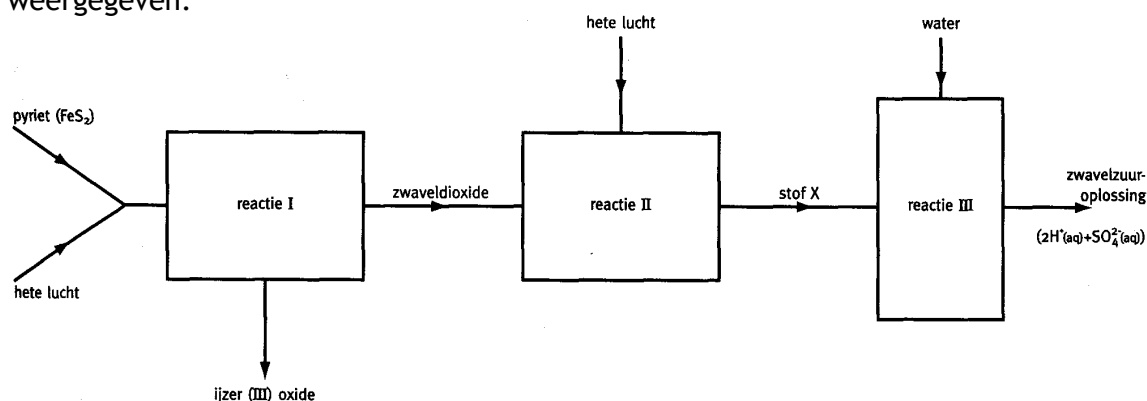 weergegeven.
hete lucht
water
pyriet (FeS₂)
reactie I
zwaveldioxide
reactie II
stof X
reactie III
zwavelzuur-
oplossing
(2H⁺(aq)+SO₄²⁻(aq))
hete lucht
ijzer (III) oxide